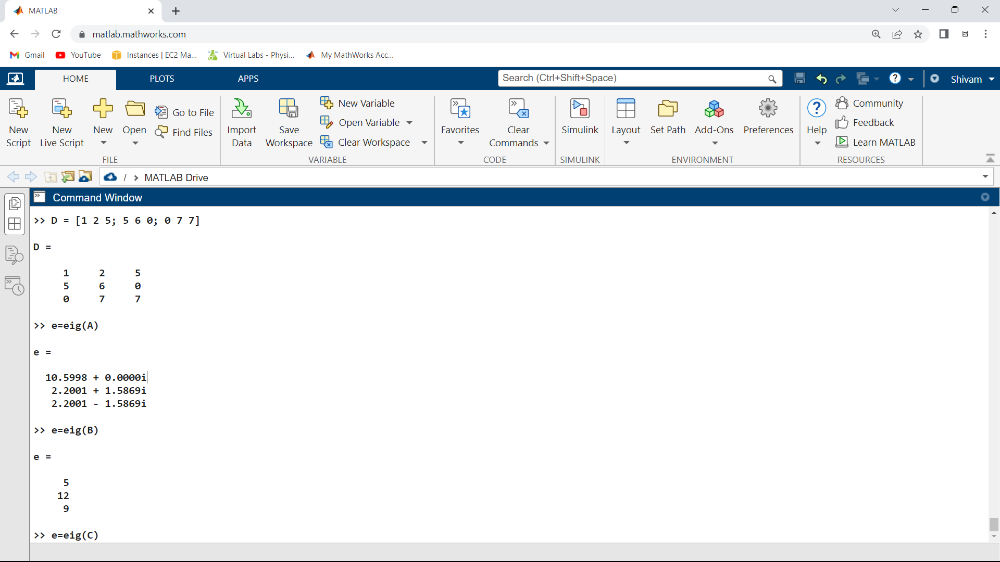 MATLAB
matlab.mathworks.com
Gmail YouTube Instances | EC2 Ma... Virtual Labs - Physi... My MathWorks Acc...
HOME PLOTS APPS Search (Ctrl+Shift+Space) Shivam
New Script New Live Script New Open Go to File Find Files Import Data Save Workspace New Variable Open Variable Clear Workspace Favorites Clear Commands Simulink Layout Set Path Add-Ons Preferences Help Community Feedback Learn MATLAB
FILE VARIABLE CODE SIMULINK ENVIRONMENT RESOURCES
/ > MATLAB Drive
Command Window
>> D = [1 2 5; 5 6 0; 0 7 7]
D =
1 2 5
5 6 0
0 7 7
>> e=eig(A)
e =
10.5998 + 0.0000i
2.2001 + 1.5869i
2.2001 - 1.5869i
>> e=eig(B)
e =
5
12
9
>> e=eig(C)